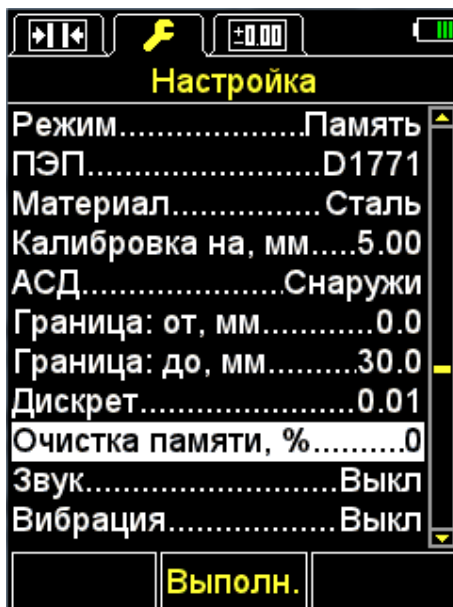 ±0.00
Настройка
Режим....................Память
ПЭП........................D1771
Материал................Сталь
Калибровка на, мм.....5.00
АСД......................Снаружи
Граница: от, мм...........0.0
Граница: до, мм..........30.0
Дискрет.......................0.01
Очистка памяти, %..........0
Звук...........................Выкл
Вибрация..................Выкл
Выполн.